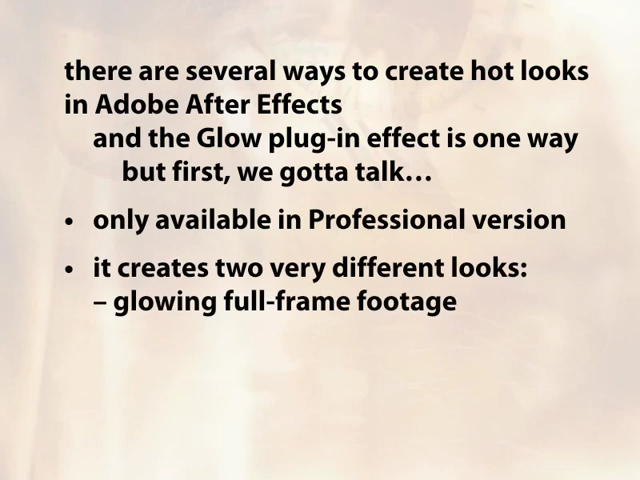 there are several ways to create hot looks
in Adobe After Effects
and the Glow plug-in effect is one way
but first, we gotta talk…
• only available in Professional version
• it creates two very different looks:
– glowing full-frame footage